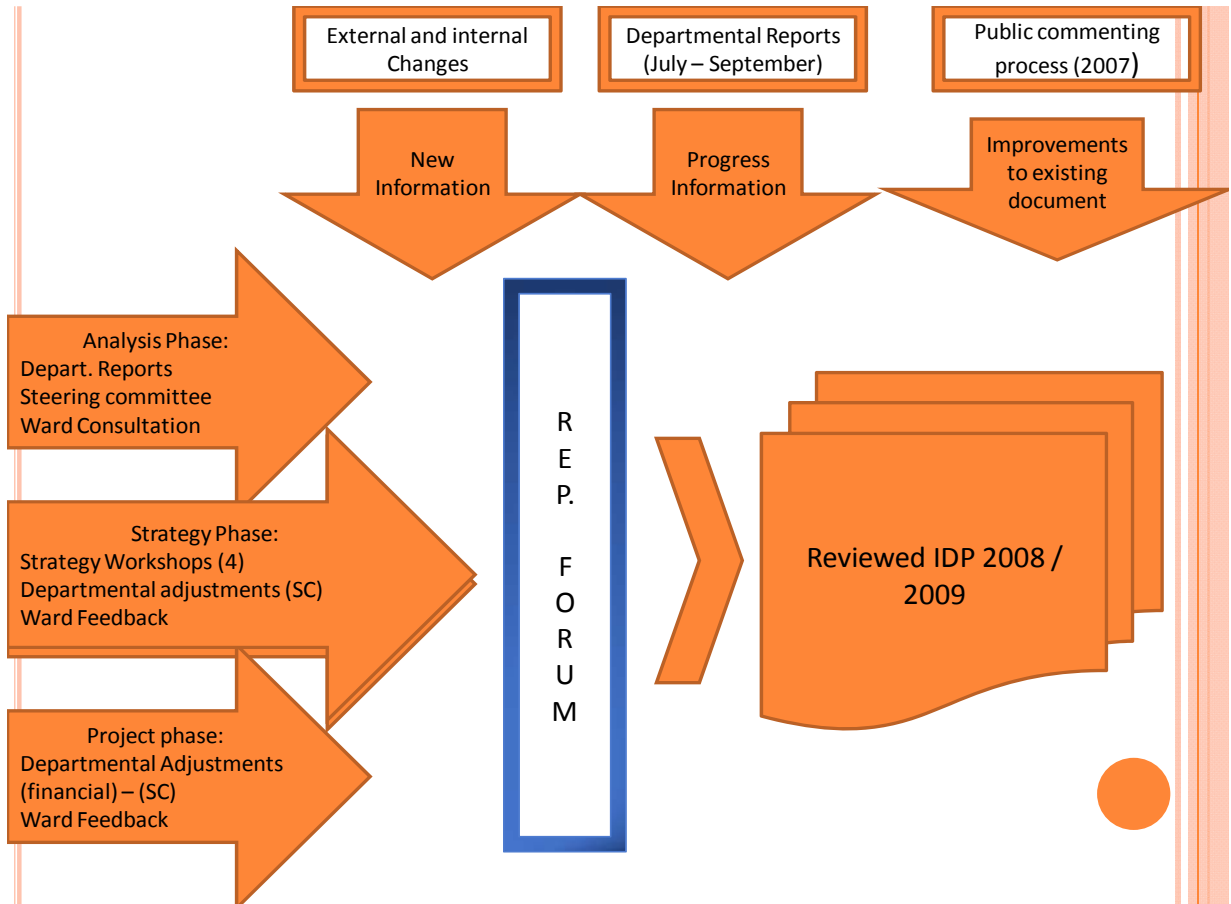 External and internal
Changes
Departmental Reports
(July – September)
Public commenting
process (2007)
New
Information
Progress
Information
Improvements
to existing
document
Analysis Phase:
Depart. Reports
Steering committee
Ward Consultation
Strategy Phase:
Strategy Workshops (4)
Departmental adjustments (SC)
Ward Feedback
Project phase:
Departmental Adjustments
(financial) – (SC)
Ward Feedback
R
E
P.
F
O
R
U
M
Reviewed IDP 2008 /
2009